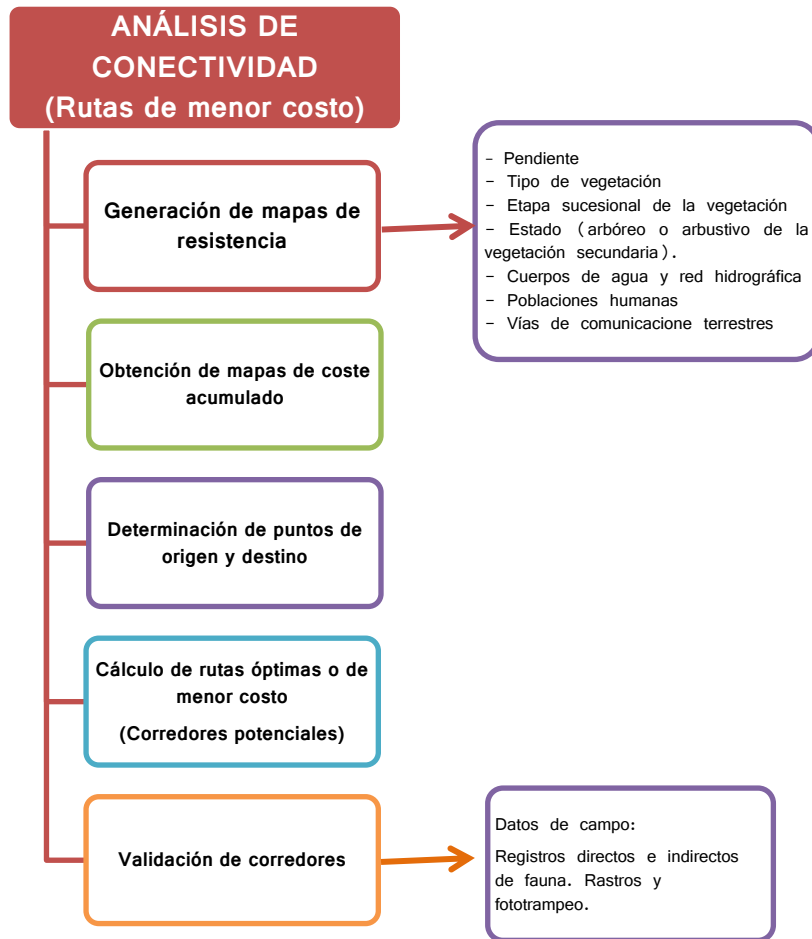 ANÁLISIS DE
CONECTIVIDAD
(Rutas de menor costo)
Generación de mapas de
resistencia
- Pendiente
- Tipo de vegetación
- Etapa sucesional de la vegetación
- Estado (arbóreo o arbustivo de la
vegetación secundaria).
- Cuerpos de agua y red hidrográfica
- Poblaciones humanas
- Vías de comunicacione terrestres
Obtención de mapas de coste
acumulado
Determinación de puntos de
origen y destino
Cálculo de rutas óptimas o de
menor costo
(Corredores potenciales)
Validación de corredores
Datos de campo:
Registros directos e indirectos
de fauna. Rastros y
fototrampeo.